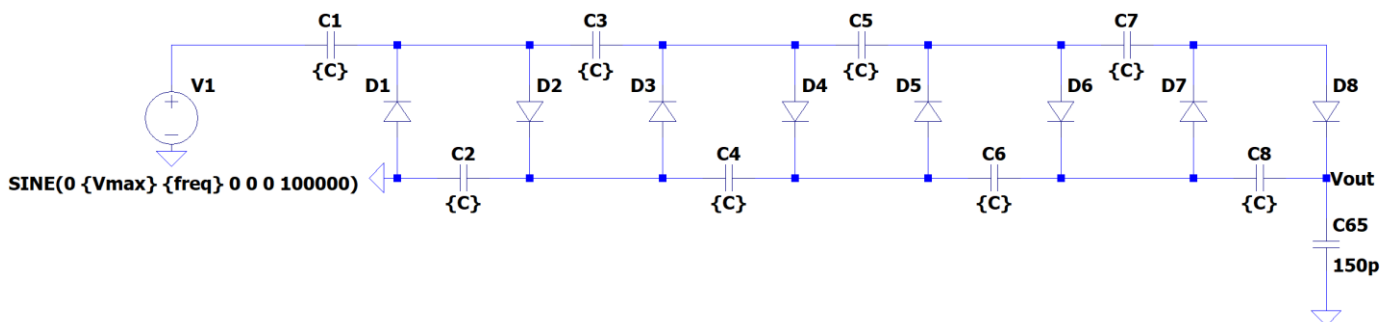 C1 C3 C5 C7
{C} {C} {C} {C}
V1 D1 D2 D3 D4 D5 D6 D7 D8
C2 C4 C6 C8
SINE(0 {Vmax} {freq} 0 0 0 100000) Vout
{C} {C} {C} {C}
C65
150p